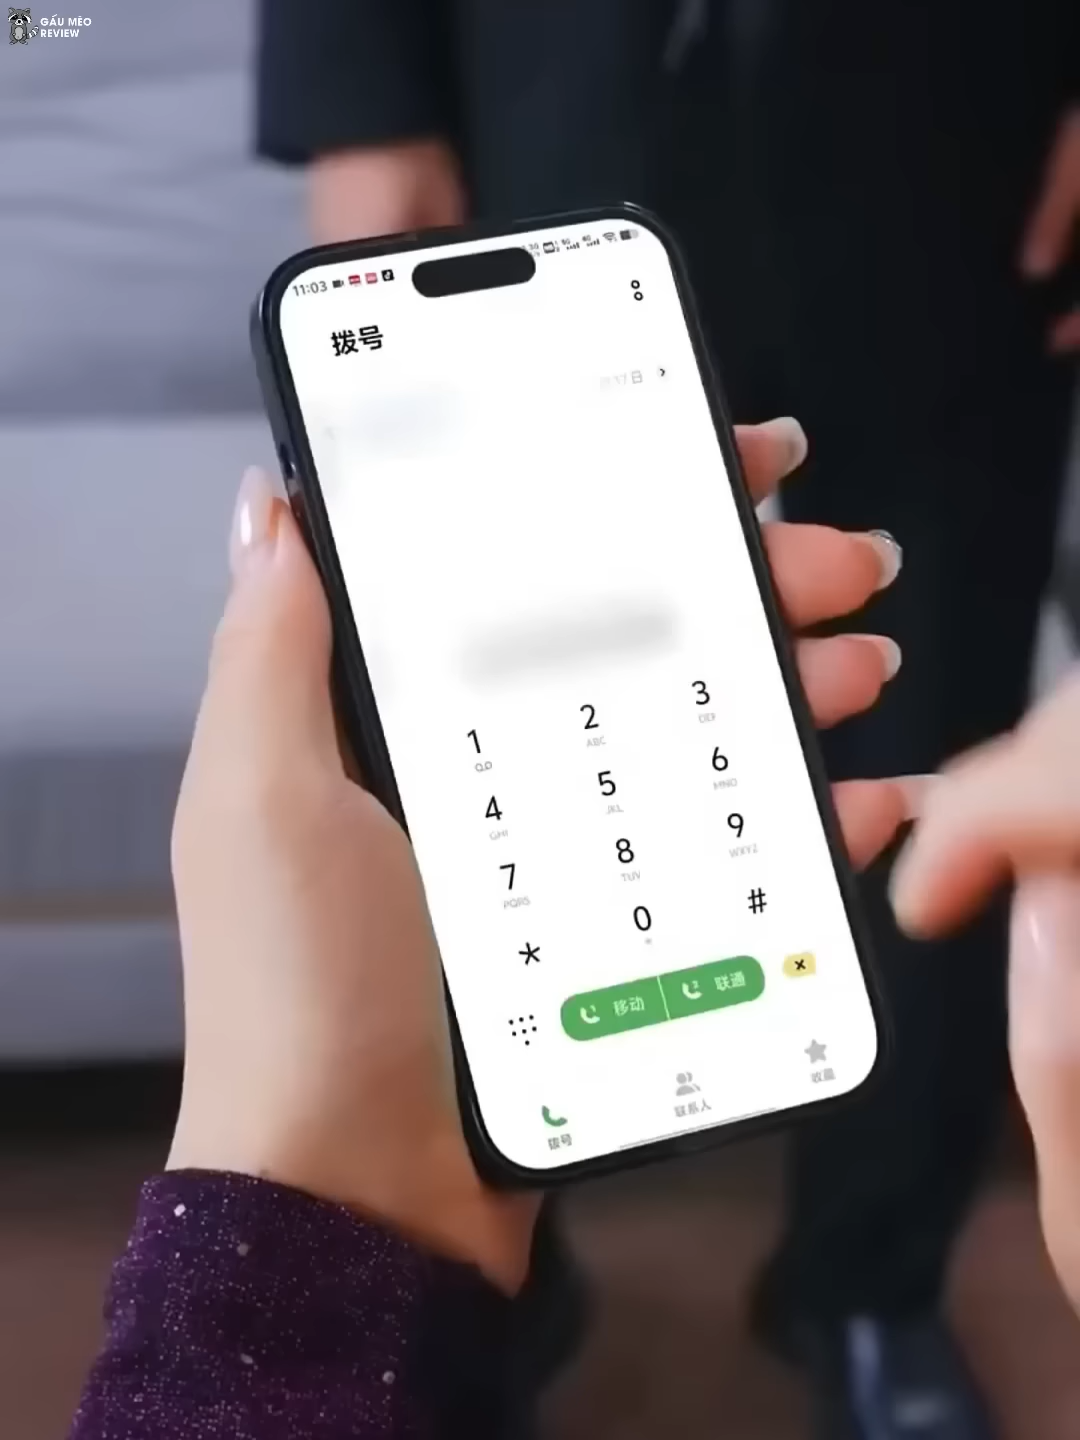 GẤU MÈO
REVIEW
11:03
拨号
17日
1
2 ABC
3 DEF
4 GHI
5 JKL
6 MNO
7 PQRS
8 TUV
9 WXYZ
*
0
+
#
移动
联通
拨号
联系人
收藏